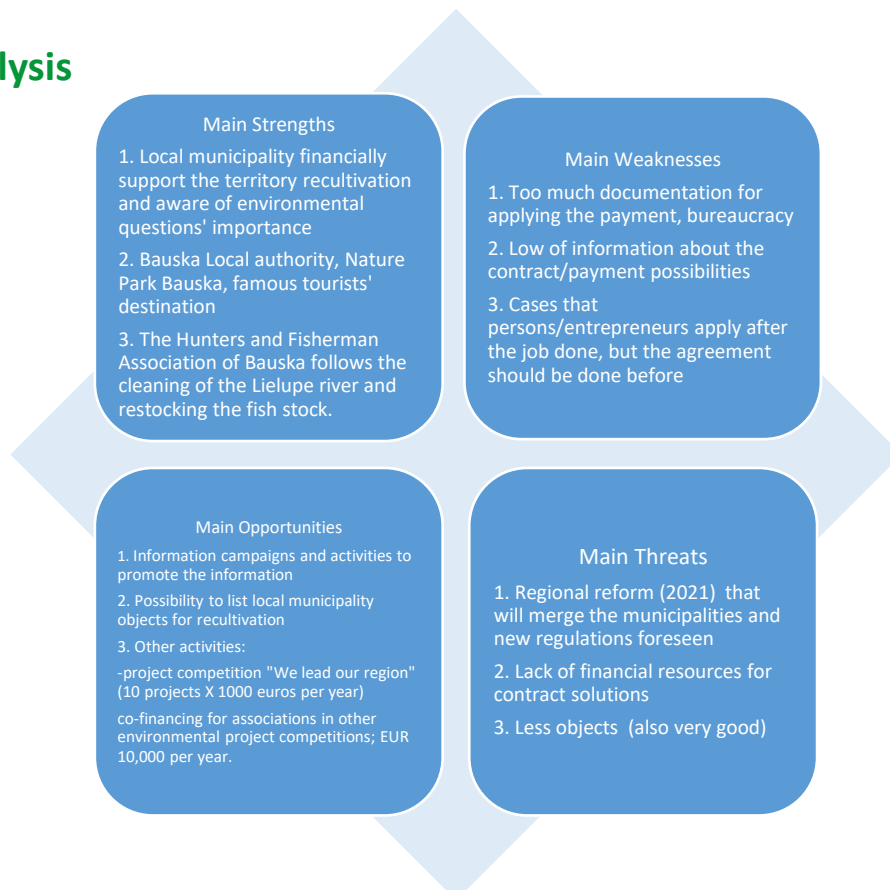 lysis
Main Strengths
1. Local municipality financially
support the territory recultivation
and aware of environmental
questions' importance
2. Bauska Local authority, Nature
Park Bauska, famous tourists'
destination
3. The Hunters and Fisherman
Association of Bauska follows the
cleaning of the Lielupe river and
restocking the fish stock.
Main Weaknesses
1. Too much documentation for
applying the payment, bureaucracy
2. Low of information about the
contract/payment possibilities
3. Cases that
persons/entrepreneurs apply after
the job done, but the agreement
should be done before
Main Opportunities
1. Information campaigns and activities to
promote the information
2. Possibility to list local municipality
objects for recultivation
3. Other activities:
-project competition "We lead our region"
(10 projects X 1000 euros per year)
co-financing for associations in other
environmental project competitions; EUR
10,000 per year.
Main Threats
1. Regional reform (2021) that
will merge the municipalities and
new regulations foreseen
2. Lack of financial resources for
contract solutions
3. Less objects (also very good)